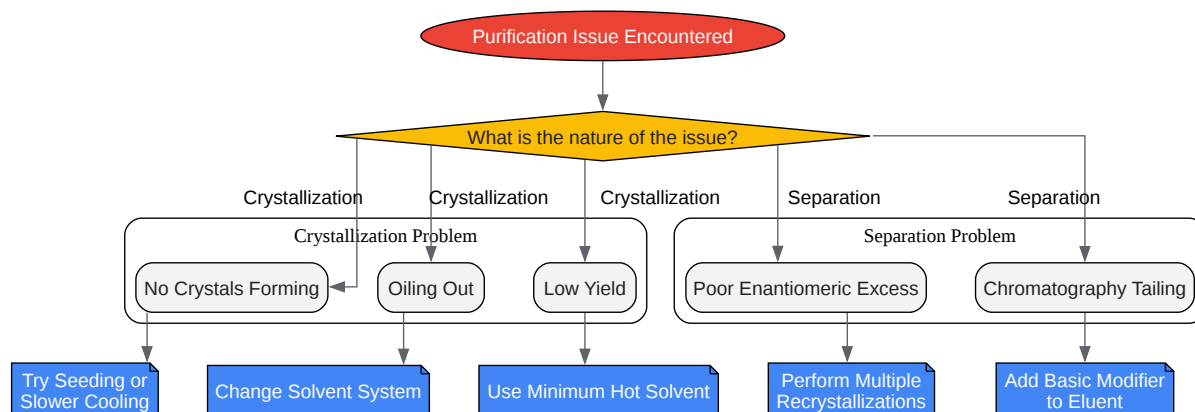 Purification Issue Encountered
What is the nature of the issue?
Crystallization
Crystallization
Crystallization
Separation
Separation
Crystallization Problem
Separation Problem
No Crystals Forming
Oiling Out
Low Yield
Poor Enantiomeric Excess
Chromatography Tailing
Try Seeding or
Slower Cooling
Change Solvent System
Use Minimum Hot Solvent
Perform Multiple
Recrystallizations
Add Basic Modifier
to Eluent